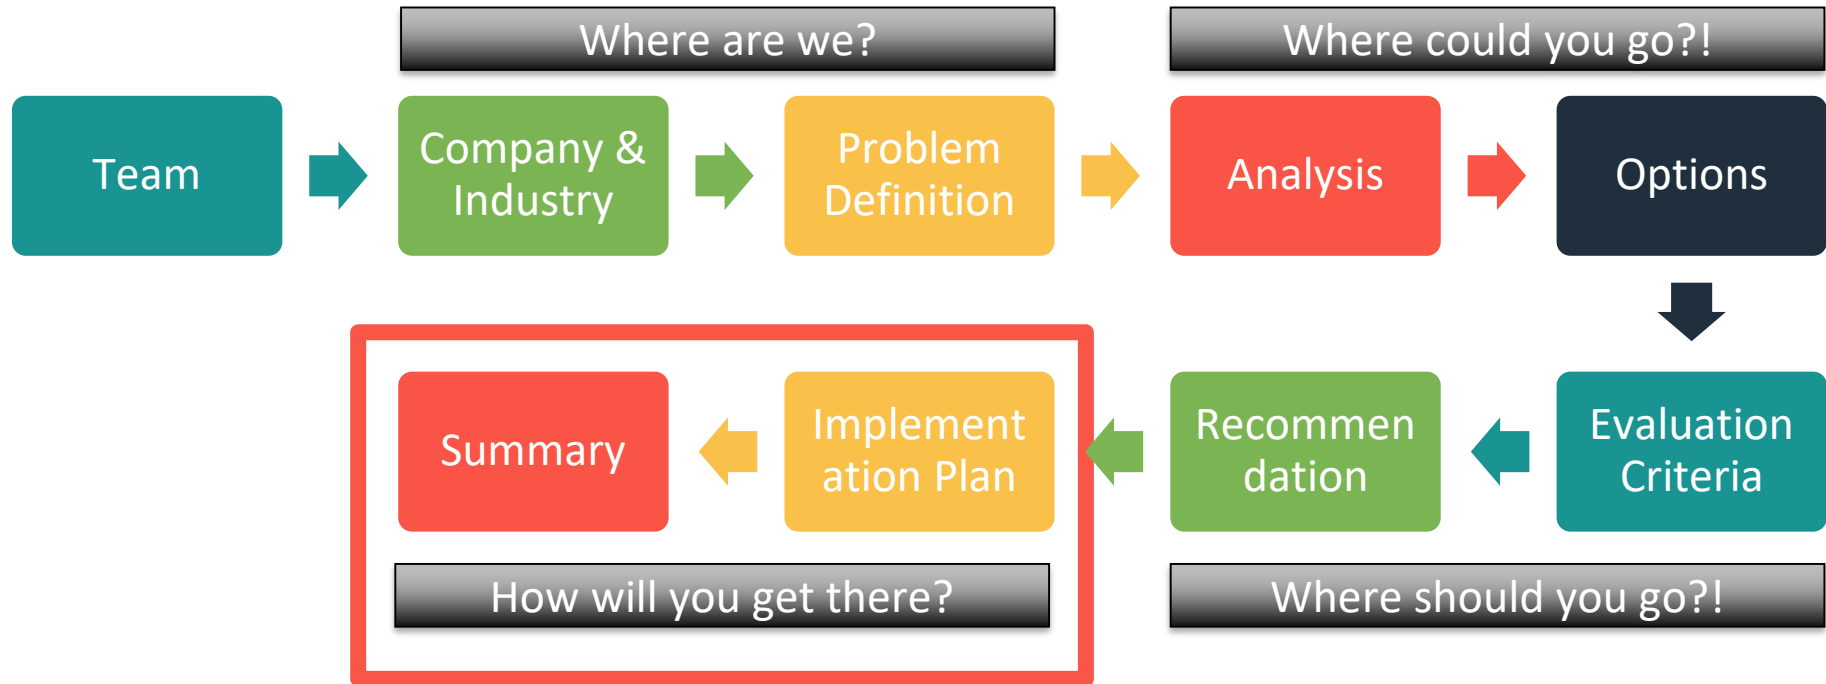 Where are we?
Where could you go?!
Team
Company &
Industry
Problem
Definition
Analysis
Options
Summary
Implement
ation Plan
Recommen
dation
Evaluation
Criteria
How will you get there?
Where should you go?!